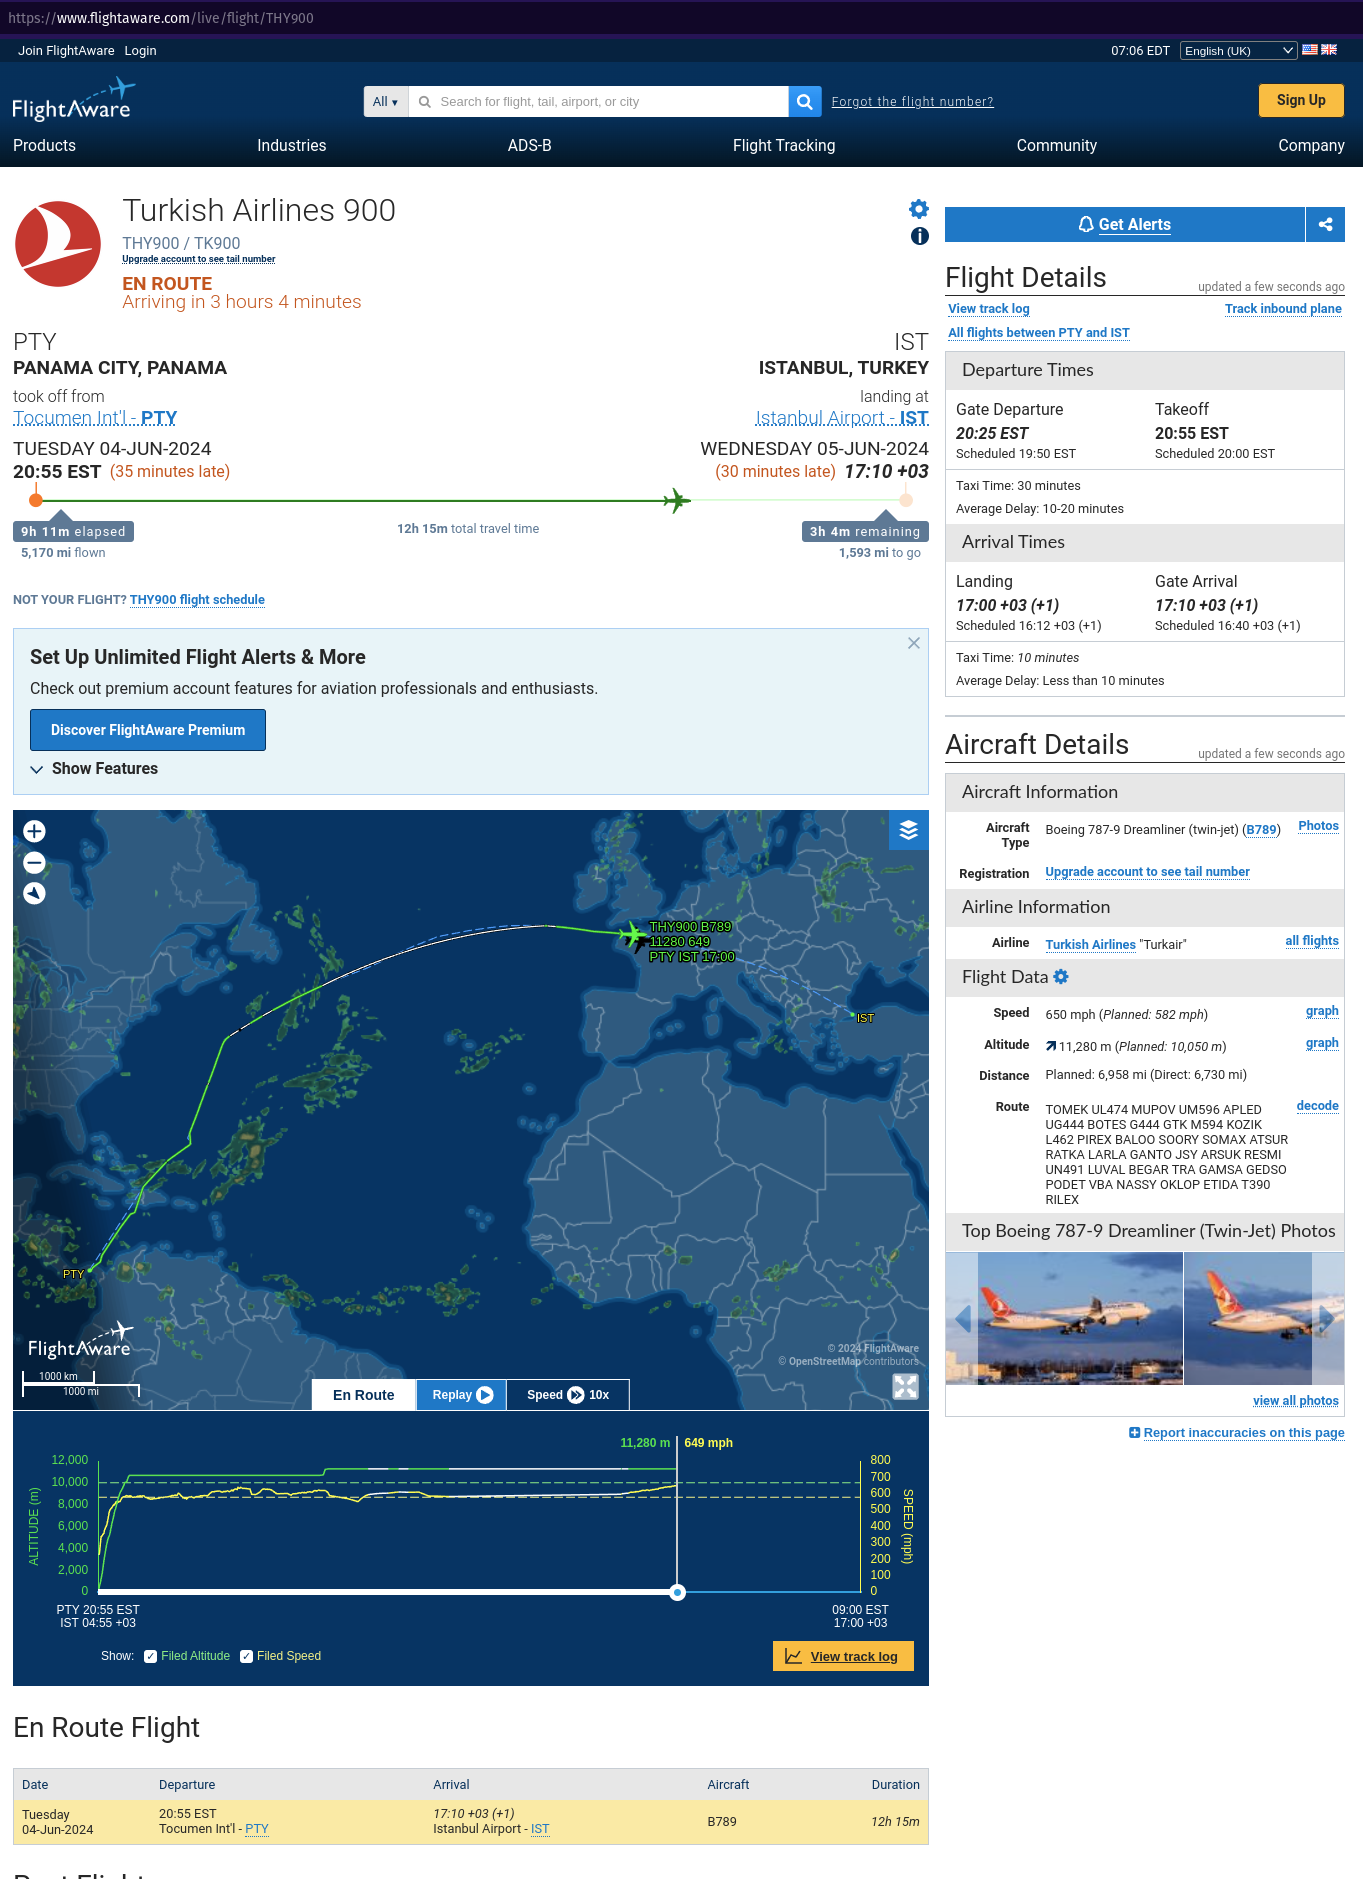 https://www.flightaware.com/live/flight/THY900
Join FlightAware Login
07:06 EDT English (UK)
FlightAware
All ▾ Search for flight, tail, airport, or city
Forgot the flight number?
Sign Up
Products Industries ADS-B Flight Tracking Community Company
Turkish Airlines 900
THY900 / TK900
Upgrade account to see tail number
EN ROUTE
Arriving in 3 hours 4 minutes
PTY IST
PANAMA CITY, PANAMA ISTANBUL, TURKEY
took off from landing at
Tocumen Int'l - PTY Istanbul Airport - IST
TUESDAY 04-JUN-2024 WEDNESDAY 05-JUN-2024
20:55 EST (35 minutes late) (30 minutes late) 17:10 +03
9h 11m elapsed 12h 15m total travel time 3h 4m remaining
5,170 mi flown 1,593 mi to go
NOT YOUR FLIGHT? THY900 flight schedule
Set Up Unlimited Flight Alerts & More
Check out premium account features for aviation professionals and enthusiasts.
Discover FlightAware Premium
Show Features
THY900 B789
11280 649
PTY IST 17:00
IST
PTY
FlightAware
1000 km
1000 mi
© 2024 FlightAware
© OpenStreetMap contributors
En Route Replay Speed 10x
11,280 m 649 mph
12,000
10,000
8,000
6,000
4,000
2,000
0
ALTITUDE (m)
800
700
600
500
400
300
200
100
0
SPEED (mph)
PTY 20:55 EST 09:00 EST
IST 04:55 +03 17:00 +03
Show: ✓ Filed Altitude ✓ Filed Speed
View track log
En Route Flight
Date Departure Arrival Aircraft Duration
Tuesday 20:55 EST 17:10 +03 (+1) B789 12h 15m
04-Jun-2024 Tocumen Int'l - PTY Istanbul Airport - IST
Past Flight
Get Alerts
Flight Details updated a few seconds ago
View track log Track inbound plane
All flights between PTY and IST
Departure Times
Gate Departure Takeoff
20:25 EST 20:55 EST
Scheduled 19:50 EST Scheduled 20:00 EST
Taxi Time: 30 minutes
Average Delay: 10-20 minutes
Arrival Times
Landing Gate Arrival
17:00 +03 (+1) 17:10 +03 (+1)
Scheduled 16:12 +03 (+1) Scheduled 16:40 +03 (+1)
Taxi Time: 10 minutes
Average Delay: Less than 10 minutes
Aircraft Details updated a few seconds ago
Aircraft Information
Aircraft Type Boeing 787-9 Dreamliner (twin-jet) (B789) Photos
Registration Upgrade account to see tail number
Airline Information
Airline Turkish Airlines "Turkair" all flights
Flight Data
Speed 650 mph (Planned: 582 mph) graph
Altitude 11,280 m (Planned: 10,050 m) graph
Distance Planned: 6,958 mi (Direct: 6,730 mi)
Route TOMEK UL474 MUPOV UM596 APLED decode
UG444 BOTES G444 GTK M594 KOZIK
L462 PIREX BALOO SOORY SOMAX ATSUR
RATKA LARLA GANTO JSY ARSUK RESMI
UN491 LUVAL BEGAR TRA GAMSA GEDSO
PODET VBA NASSY OKLOP ETIDA T390
RILEX
Top Boeing 787-9 Dreamliner (Twin-Jet) Photos
view all photos
Report inaccuracies on this page